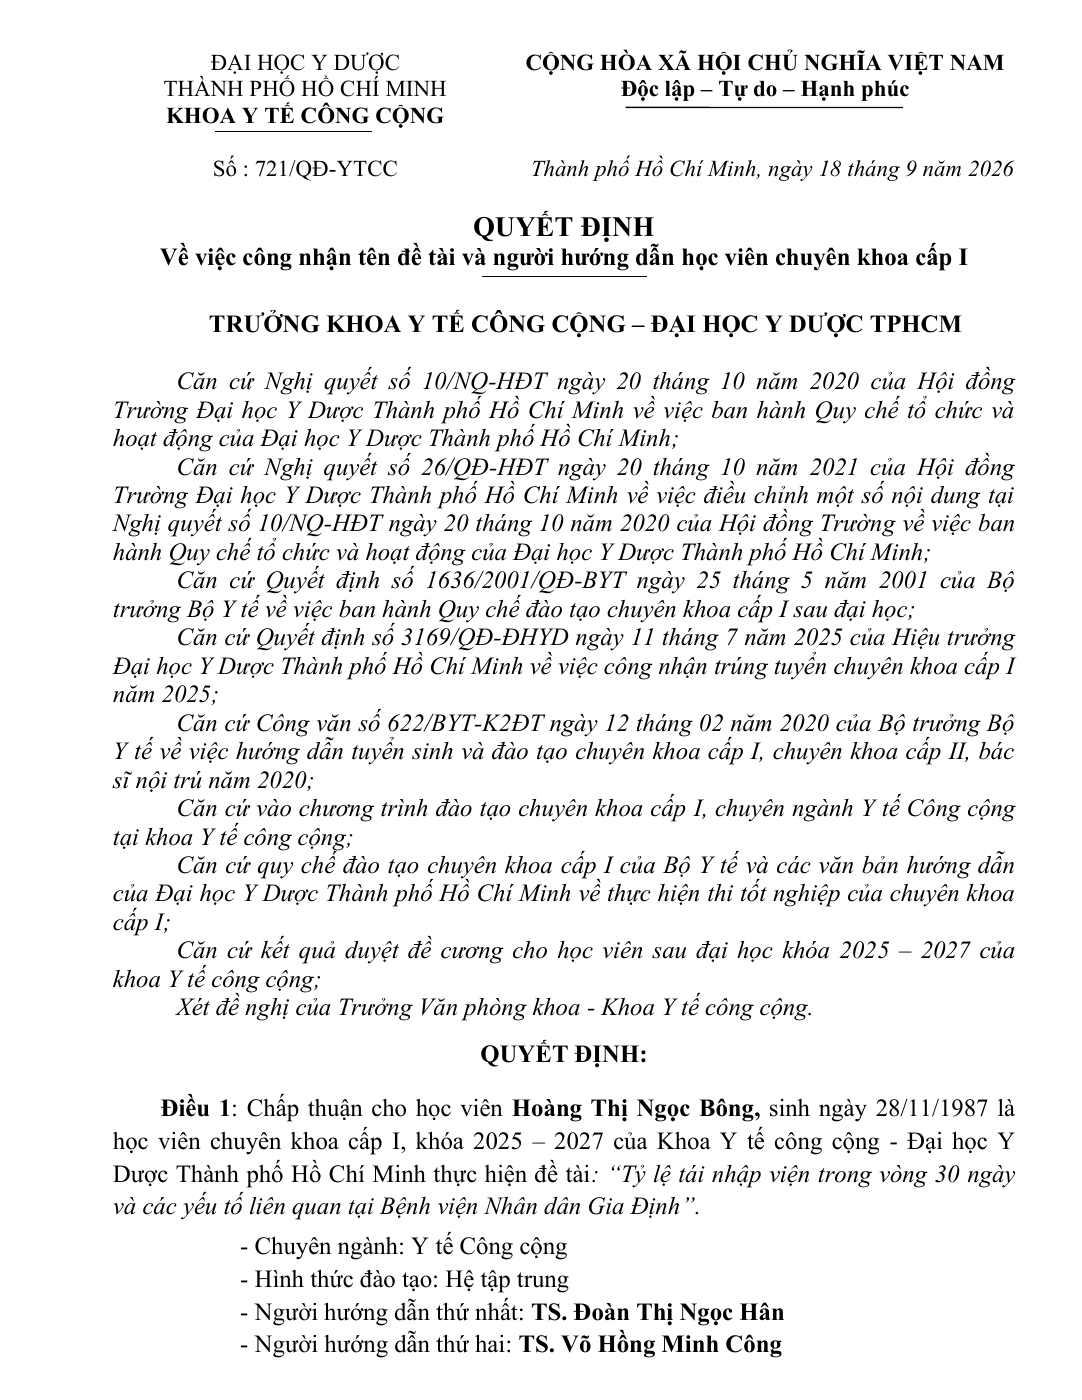 ĐẠI HỌC Y DƯỢC
THÀNH PHỐ HỒ CHÍ MINH
KHOA Y TẾ CÔNG CỘNG
CỘNG HÒA XÃ HỘI CHỦ NGHĨA VIỆT NAM
Độc lập – Tự do – Hạnh phúc
Số : 721/QĐ-YTCC
Thành phố Hồ Chí Minh, ngày 18 tháng 9 năm 2026
QUYẾT ĐỊNH
Về việc công nhận tên đề tài và người hướng dẫn học viên chuyên khoa cấp I
TRƯỞNG KHOA Y TẾ CÔNG CỘNG – ĐẠI HỌC Y DƯỢC TPHCM
Căn cứ Nghị quyết số 10/NQ-HĐT ngày 20 tháng 10 năm 2020 của Hội đồng
Trường Đại học Y Dược Thành phố Hồ Chí Minh về việc ban hành Quy chế tổ chức và
hoạt động của Đại học Y Dược Thành phố Hồ Chí Minh;
Căn cứ Nghị quyết số 26/QĐ-HĐT ngày 20 tháng 10 năm 2021 của Hội đồng
Trường Đại học Y Dược Thành phố Hồ Chí Minh về việc điều chỉnh một số nội dung tại
Nghị quyết số 10/NQ-HĐT ngày 20 tháng 10 năm 2020 của Hội đồng Trường về việc ban
hành Quy chế tổ chức và hoạt động của Đại học Y Dược Thành phố Hồ Chí Minh;
Căn cứ Quyết định số 1636/2001/QĐ-BYT ngày 25 tháng 5 năm 2001 của Bộ
trưởng Bộ Y tế về việc ban hành Quy chế đào tạo chuyên khoa cấp I sau đại học;
Căn cứ Quyết định số 3169/QĐ-ĐHYD ngày 11 tháng 7 năm 2025 của Hiệu trưởng
Đại học Y Dược Thành phố Hồ Chí Minh về việc công nhận trúng tuyển chuyên khoa cấp I
năm 2025;
Căn cứ Công văn số 622/BYT-K2ĐT ngày 12 tháng 02 năm 2020 của Bộ trưởng Bộ
Y tế về việc hướng dẫn tuyển sinh và đào tạo chuyên khoa cấp I, chuyên khoa cấp II, bác
sĩ nội trú năm 2020;
Căn cứ vào chương trình đào tạo chuyên khoa cấp I, chuyên ngành Y tế Công cộng
tại khoa Y tế công cộng;
Căn cứ quy chế đào tạo chuyên khoa cấp I của Bộ Y tế và các văn bản hướng dẫn
của Đại học Y Dược Thành phố Hồ Chí Minh về thực hiện thi tốt nghiệp của chuyên khoa
cấp I;
Căn cứ kết quả duyệt đề cương cho học viên sau đại học khóa 2025 – 2027 của
khoa Y tế công cộng;
Xét đề nghị của Trưởng Văn phòng khoa - Khoa Y tế công cộng.
QUYẾT ĐỊNH:
Điều 1: Chấp thuận cho học viên Hoàng Thị Ngọc Bông, sinh ngày 28/11/1987 là
học viên chuyên khoa cấp I, khóa 2025 – 2027 của Khoa Y tế công cộng - Đại học Y
Dược Thành phố Hồ Chí Minh thực hiện đề tài: “Tỷ lệ tái nhập viện trong vòng 30 ngày
và các yếu tố liên quan tại Bệnh viện Nhân dân Gia Định”.
- Chuyên ngành: Y tế Công cộng
- Hình thức đào tạo: Hệ tập trung
- Người hướng dẫn thứ nhất: TS. Đoàn Thị Ngọc Hân
- Người hướng dẫn thứ hai: TS. Võ Hồng Minh Công